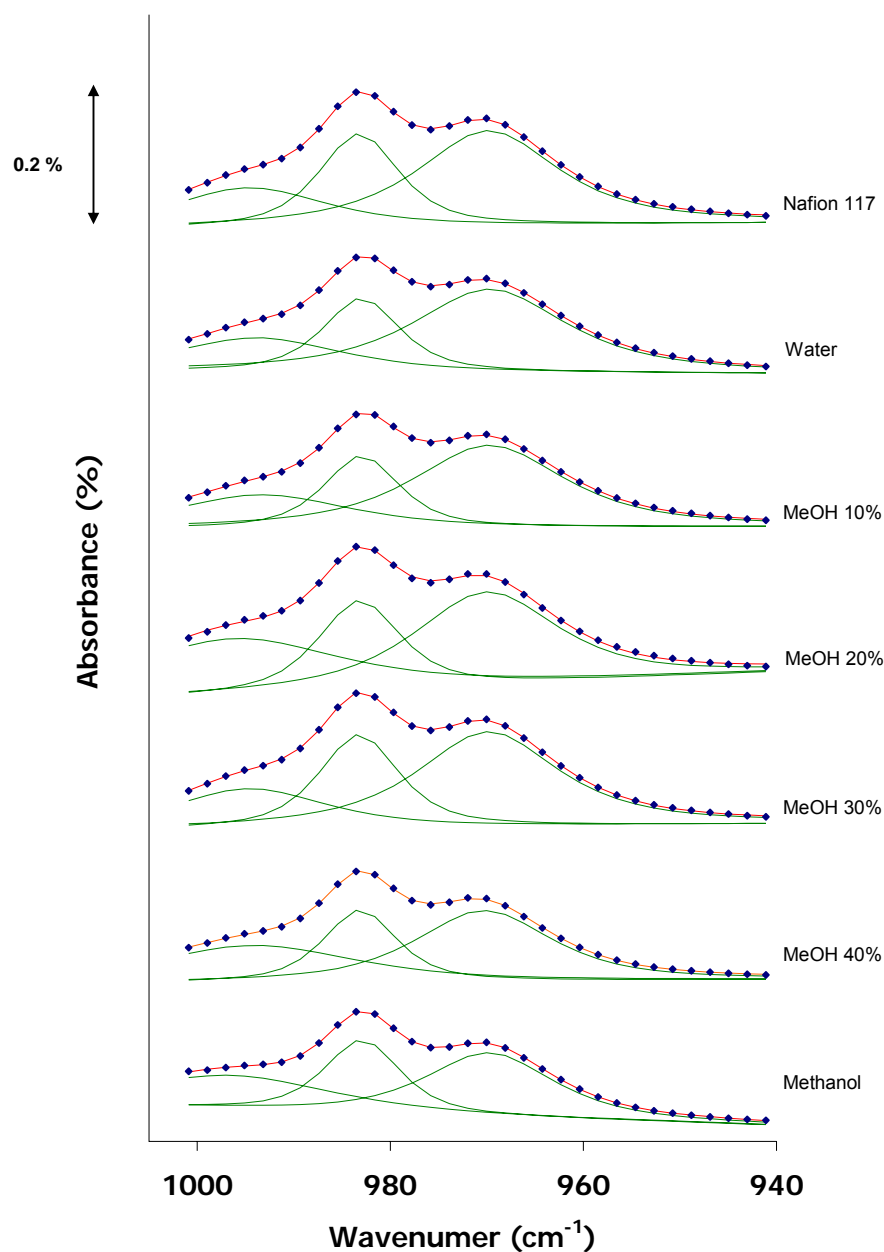 0.2 %
Nafion 117
Water
MeOH 10%
MeOH 20%
MeOH 30%
MeOH 40%
Methanol
Absorbance (%)
1000 980 960 940
Wavenumer (cm⁻¹)